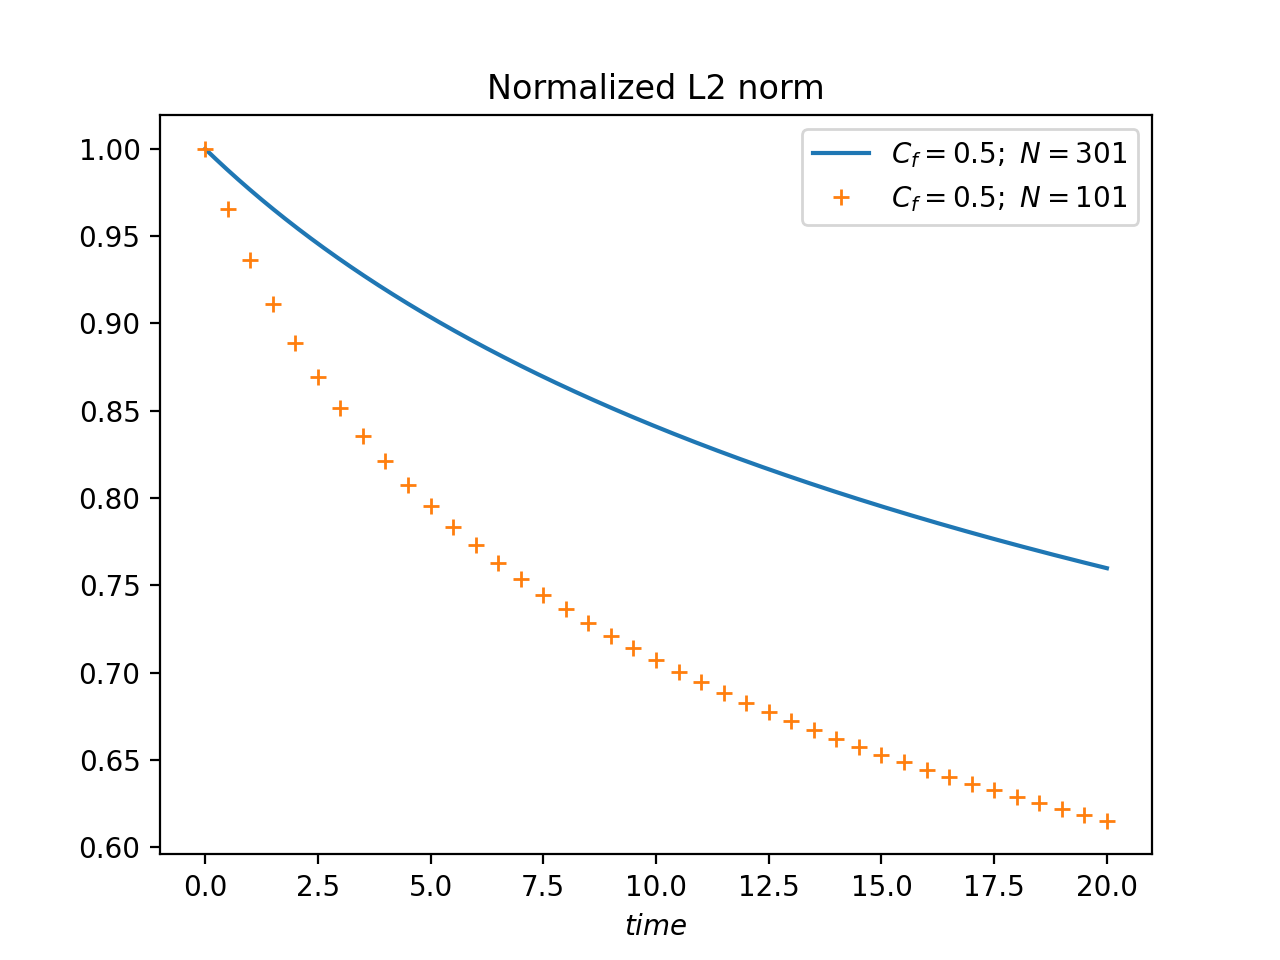 Normalized L2 norm
C_f = 0.5; N = 301
C_f = 0.5; N = 101
1.00
0.95
0.90
0.85
0.80
0.75
0.70
0.65
0.60
0.0 2.5 5.0 7.5 10.0 12.5 15.0 17.5 20.0
time